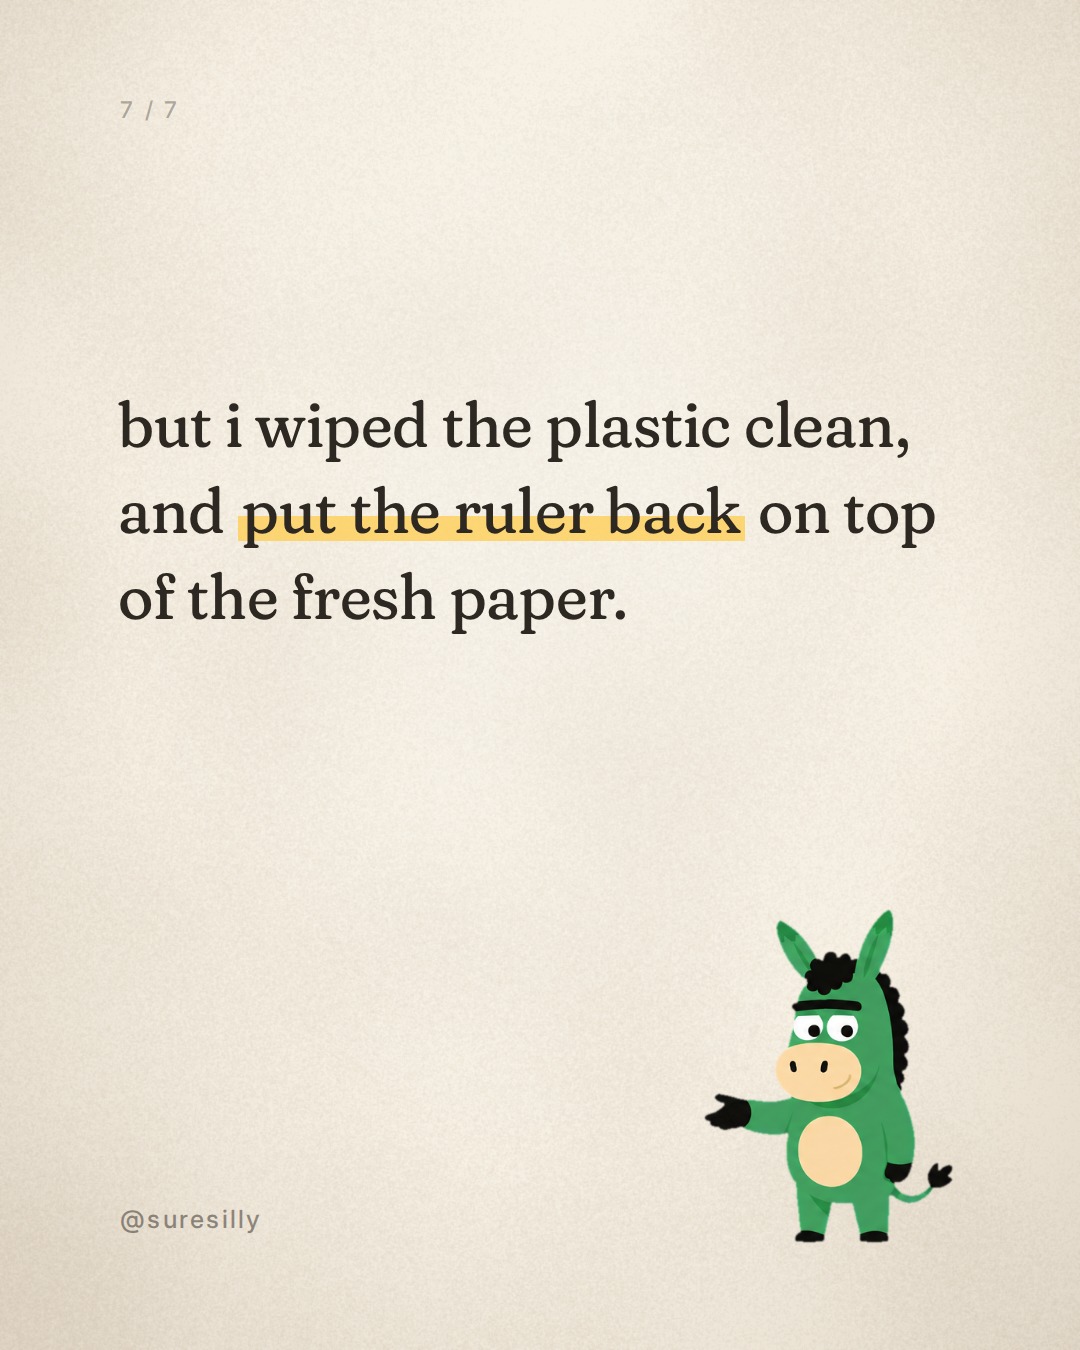 7 / 7
but i wiped the plastic clean,
and put the ruler back on top
of the fresh paper.
@suresilly